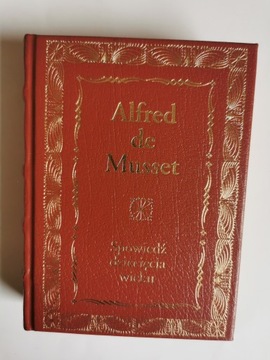 Alfred
de
Musset
Spowiedź
dziecięcia
wieku